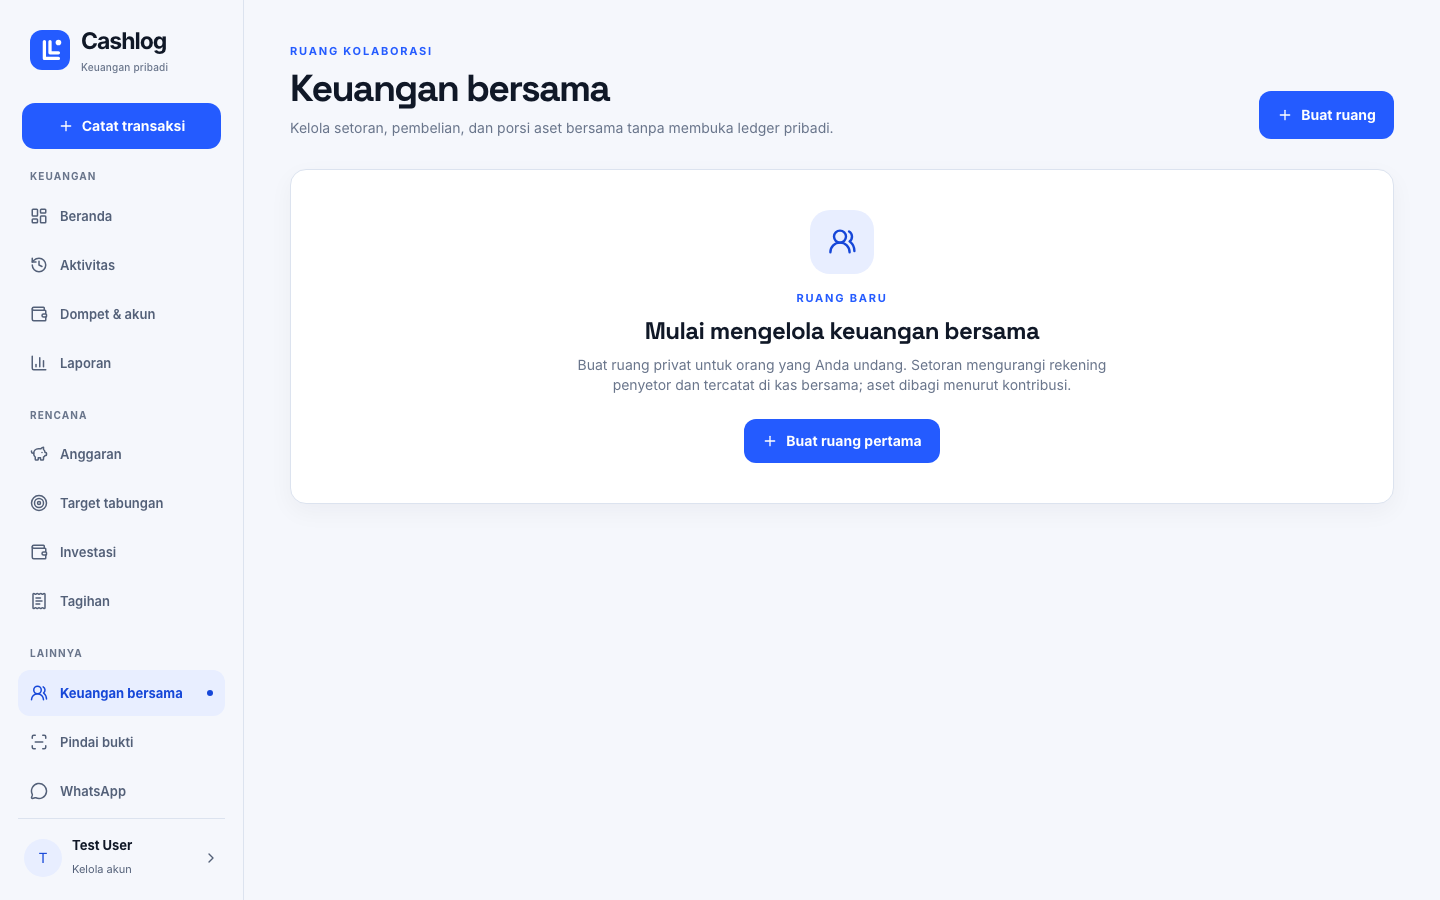 Cashlog
Keuangan pribadi
Catat transaksi
KEUANGAN
Beranda
Aktivitas
Dompet & akun
Laporan
RENCANA
Anggaran
Target tabungan
Investasi
Tagihan
LAINNYA
Keuangan bersama
Pindai bukti
WhatsApp
T
Test User
Kelola akun
RUANG KOLABORASI
Keuangan bersama
Kelola setoran, pembelian, dan porsi aset bersama tanpa membuka ledger pribadi.
Buat ruang
RUANG BARU
Mulai mengelola keuangan bersama
Buat ruang privat untuk orang yang Anda undang. Setoran mengurangi rekening
penyetor dan tercatat di kas bersama; aset dibagi menurut kontribusi.
Buat ruang pertama